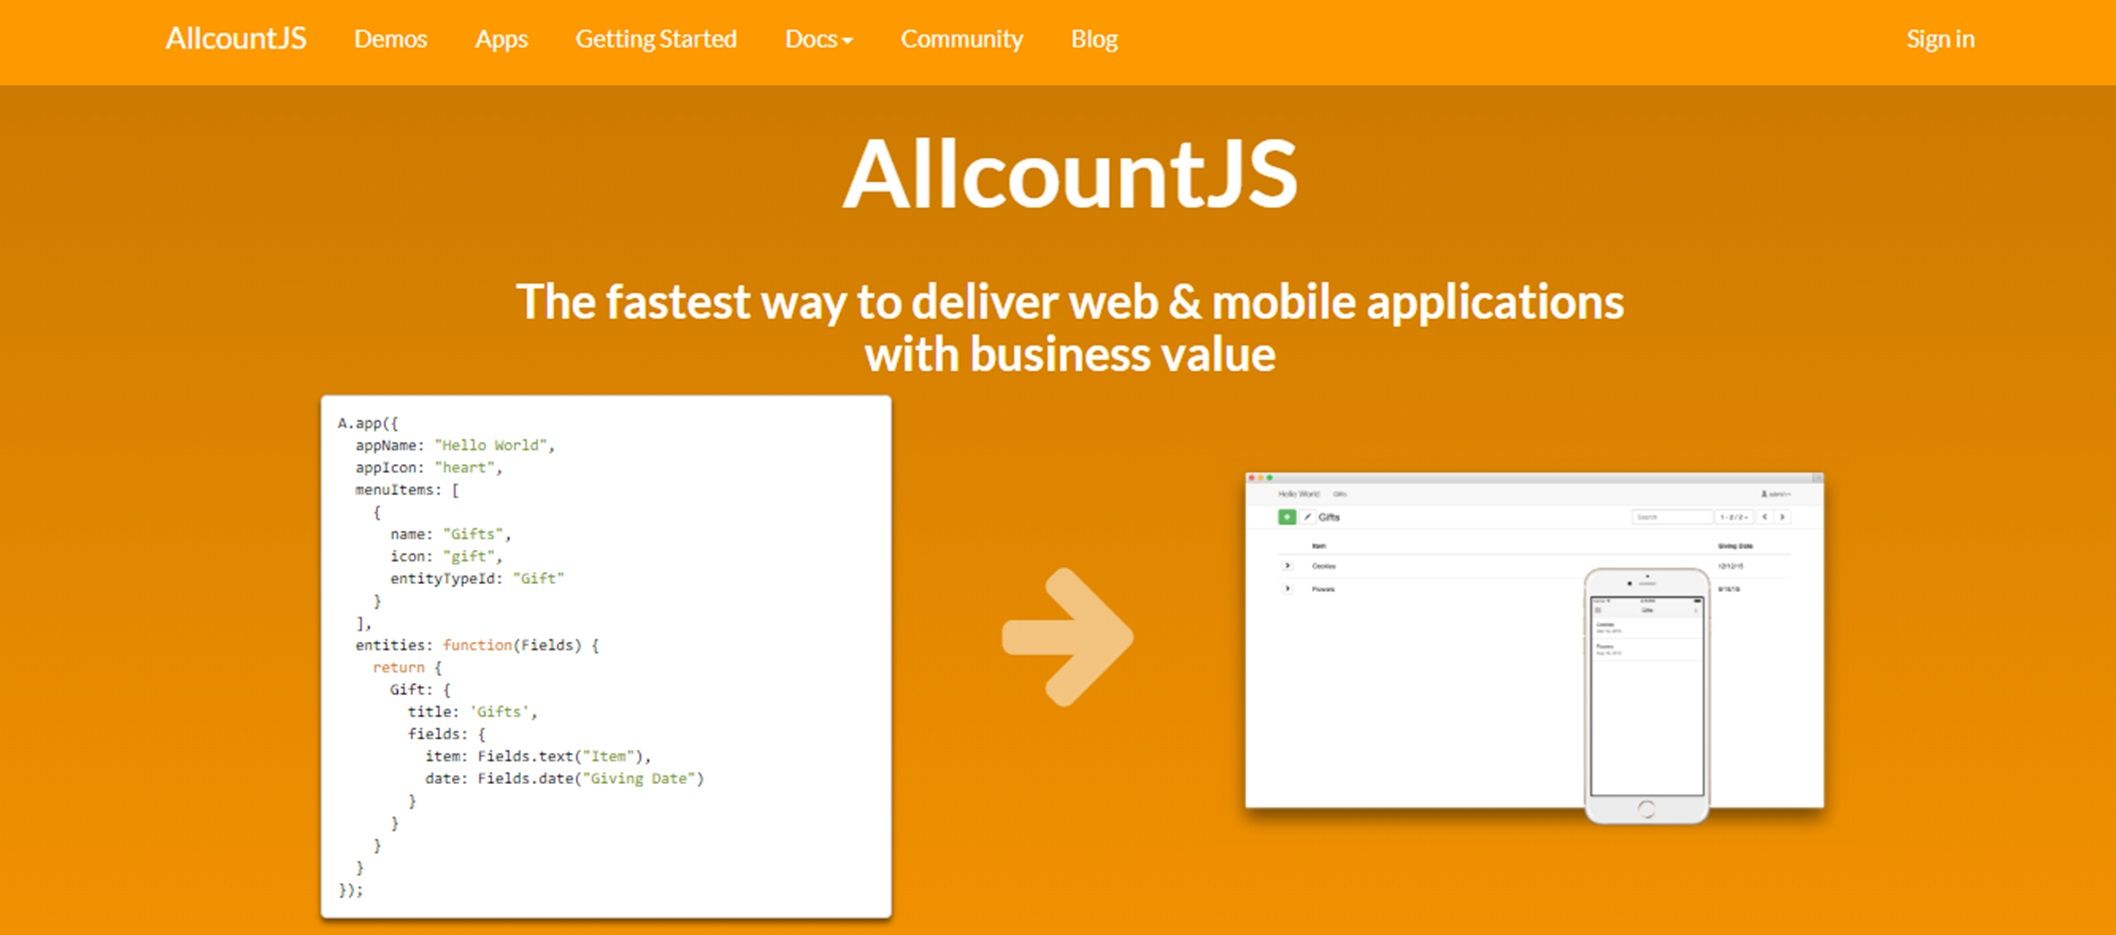 AllcountJS Demos Apps Getting Started Docs Community Blog Sign in
AllcountJS
The fastest way to deliver web & mobile applications
with business value
A.app({
appName: "Hello World",
appIcon: "heart",
menuItems: [
{
name: "Gifts",
icon: "gift",
entityTypeId: "Gift"
}
],
entities: function(Fields) {
return {
Gift: {
title: 'Gifts',
fields: {
item: Fields.text("Item"),
date: Fields.date("Giving Date")
}
}
}
}
});
Hello World Gifts admin
Gifts Search 1 - 2 / 2
Item Giving Date
Cookies 12/12/15
Flowers
Gifts
Cookies
Flowers